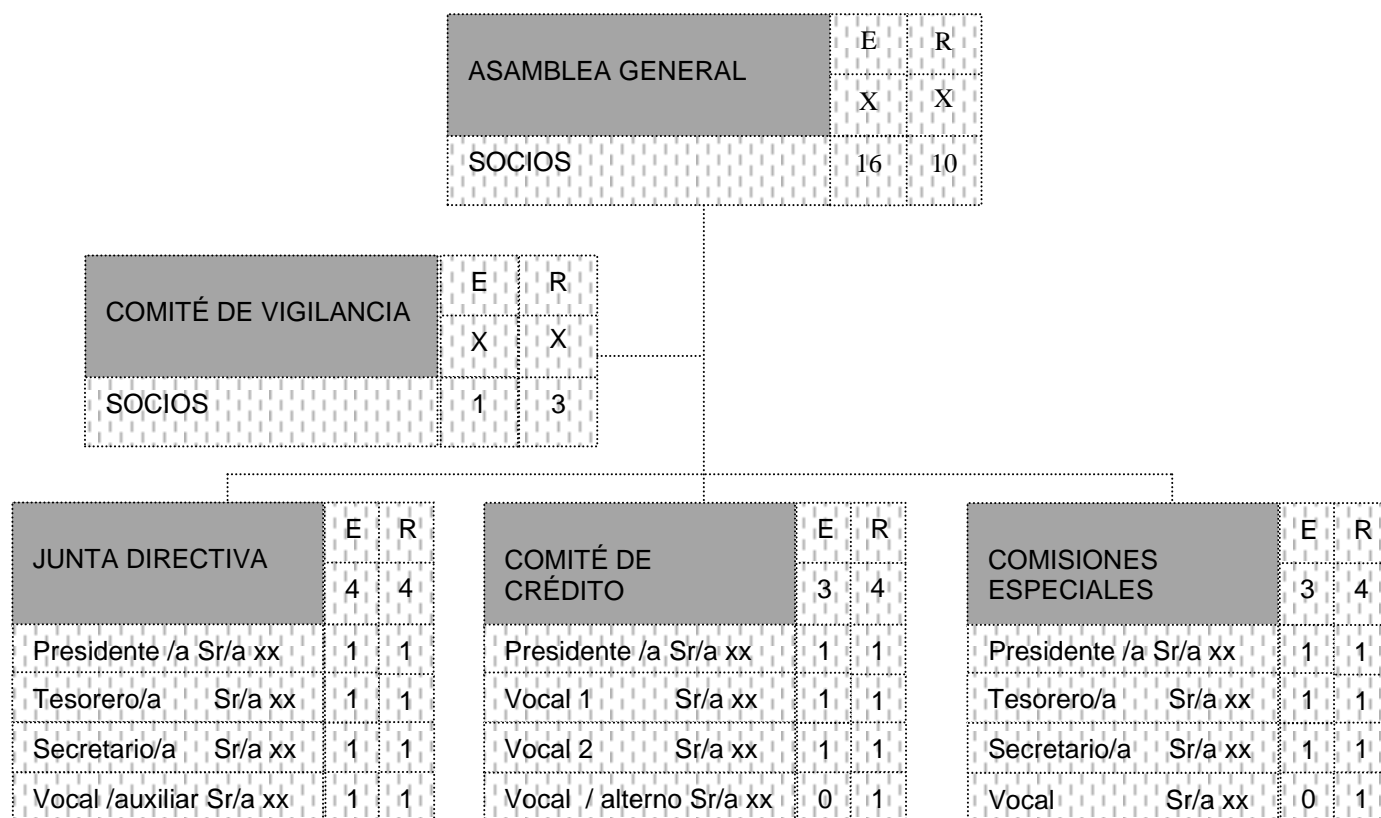 ASAMBLEA GENERAL E R
X X
SOCIOS 16 10
COMITÉ DE VIGILANCIA E R
X X
SOCIOS 1 3
JUNTA DIRECTIVA E R
4 4
Presidente /a Sr/a xx 1 1
Tesorero/a Sr/a xx 1 1
Secretario/a Sr/a xx 1 1
Vocal /auxiliar Sr/a xx 1 1
COMITÉ DE
CRÉDITO E R
3 4
Presidente /a Sr/a xx 1 1
Vocal 1 Sr/a xx 1 1
Vocal 2 Sr/a xx 1 1
Vocal / alterno Sr/a xx 0 1
COMISIONES
ESPECIALES E R
3 4
Presidente /a Sr/a xx 1 1
Tesorero/a Sr/a xx 1 1
Secretario/a Sr/a xx 1 1
Vocal Sr/a xx 0 1